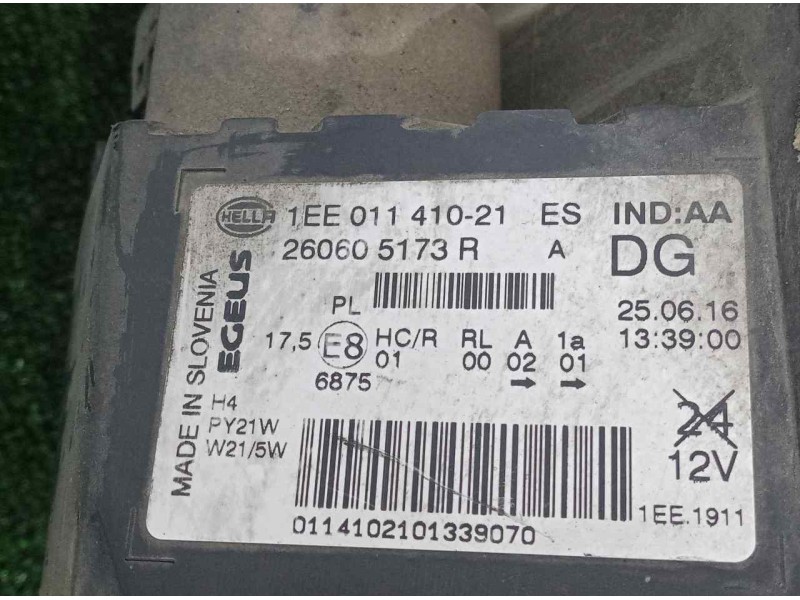 HELLA 1EE 011 410-21 ES IND:AA
260605173 R A DG
MADE IN SLOVENIA
EGEUS
PL
25.06.16
13:39:00
17,5 E8 HC/R RL A 1a
01 00 02 01
6875 → →
H4
PY21W
W21/5W
24
12V
1EE.1911
0114102101339070